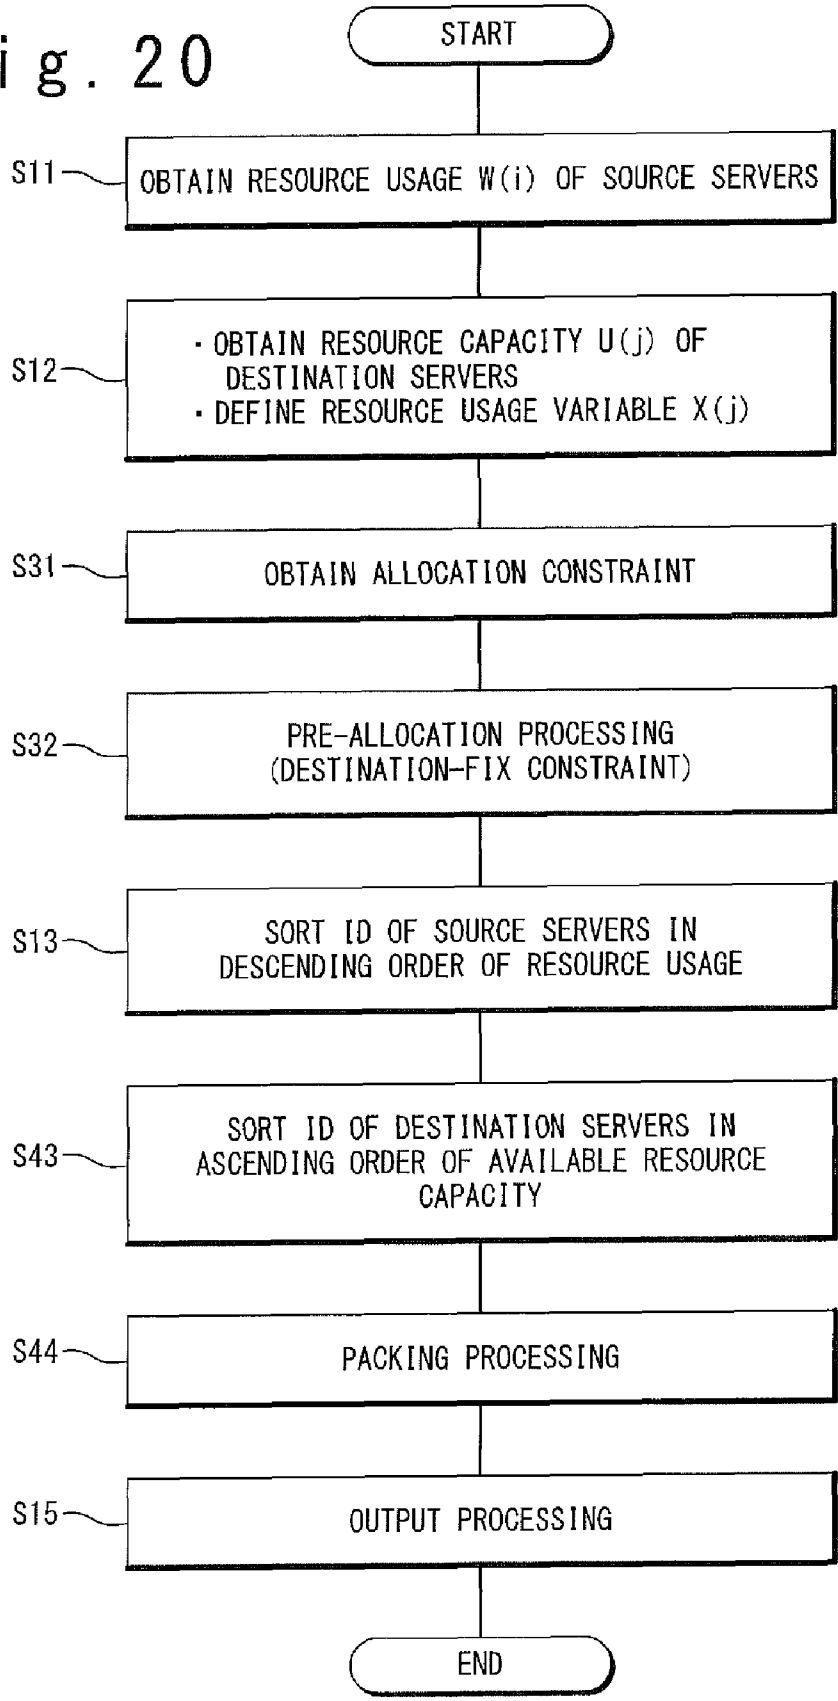 ig. 20
START
S11
OBTAIN RESOURCE USAGE W(i) OF SOURCE SERVERS
S12
・OBTAIN RESOURCE CAPACITY U(j) OF
DESTINATION SERVERS
・DEFINE RESOURCE USAGE VARIABLE X(j)
S31
OBTAIN ALLOCATION CONSTRAINT
S32
PRE-ALLOCATION PROCESSING
(DESTINATION-FIX CONSTRAINT)
S13
SORT ID OF SOURCE SERVERS IN
DESCENDING ORDER OF RESOURCE USAGE
S43
SORT ID OF DESTINATION SERVERS IN
ASCENDING ORDER OF AVAILABLE RESOURCE
CAPACITY
S44
PACKING PROCESSING
S15
OUTPUT PROCESSING
END